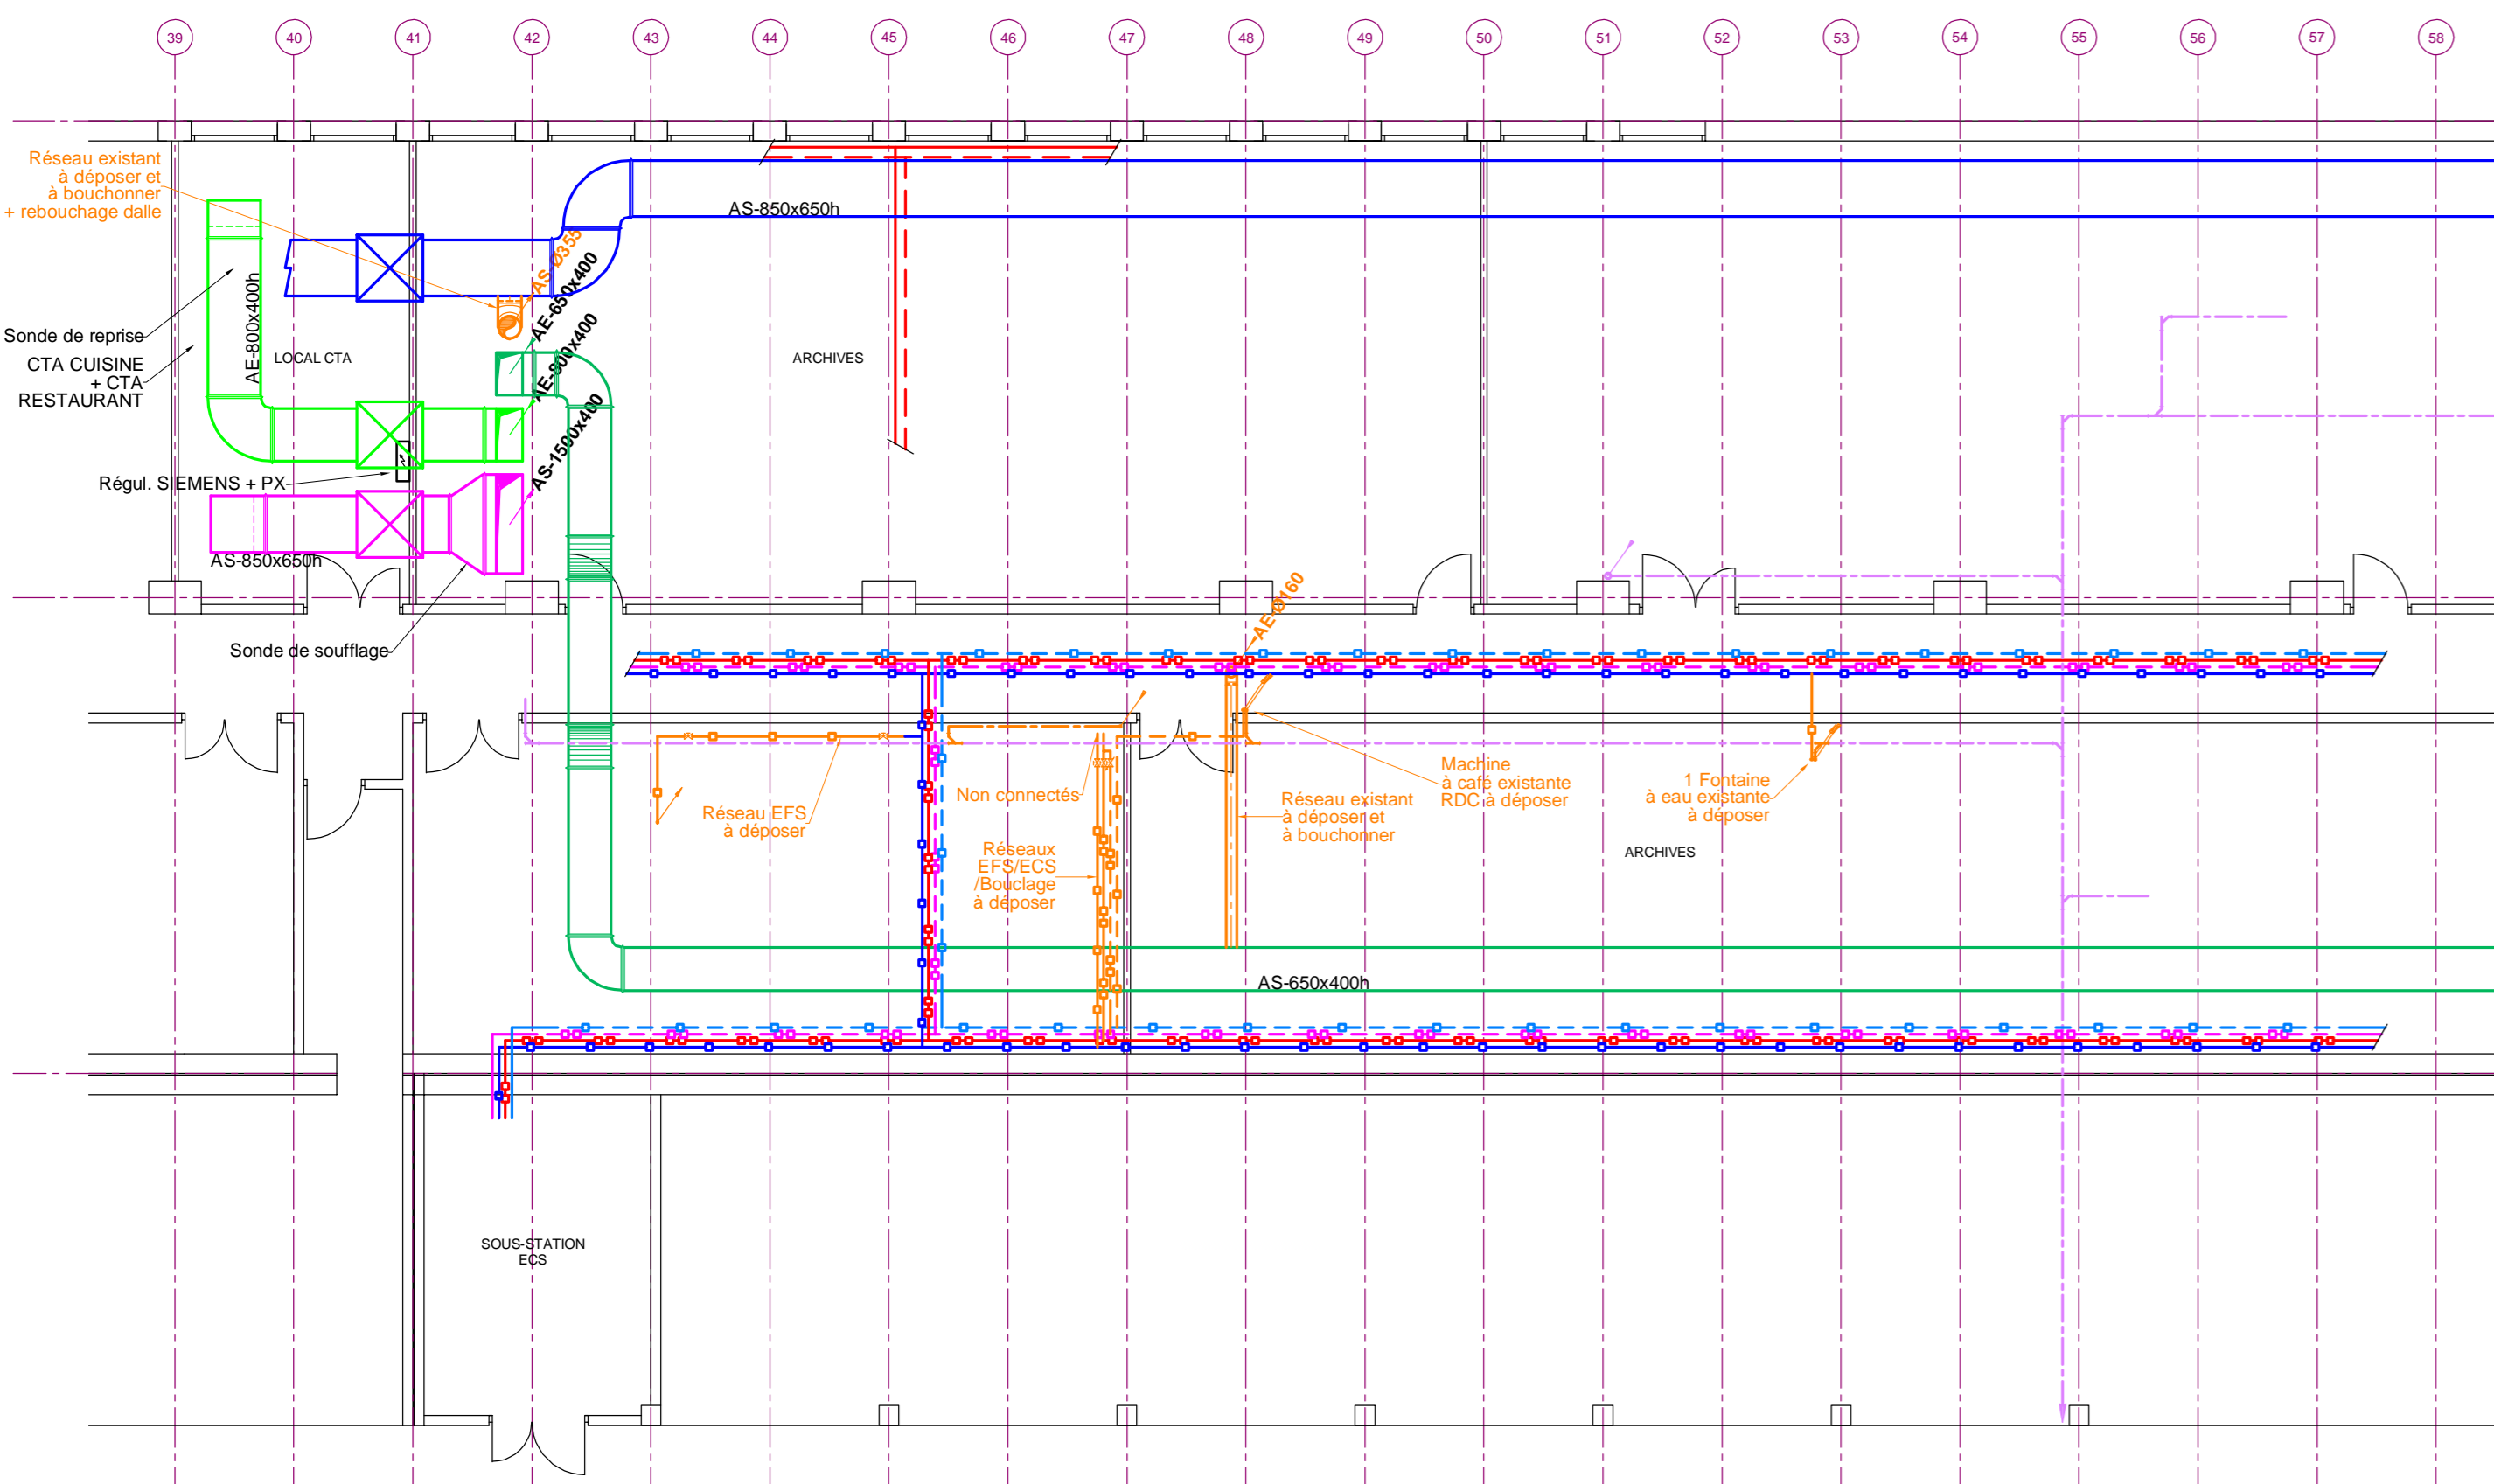 39
40
41
42
43
44
45
46
47
48
49
50
51
52
53
54
55
56
57
58
Réseau existant
à déposer et
à bouchonner
+ rebouchage dalle
AS-850x650h
AS-Ø355
AE-650x400
AE-800x400
AS-1500x400
AE-800x400h
Sonde de reprise
CTA CUISINE
+ CTA
RESTAURANT
LOCAL CTA
ARCHIVES
Régul. SIEMENS + PX
AS-850x650h
Sonde de soufflage
AE-Ø160
Réseau EFS
à déposer
Non connectés
Réseaux
EFS/ECS
/Bouclage
à déposer
Machine
à café existante
RDC à déposer
Réseau existant
à déposer et
à bouchonner
1 Fontaine
à eau existante
à déposer
ARCHIVES
AS-650x400h
SOUS-STATION
ECS